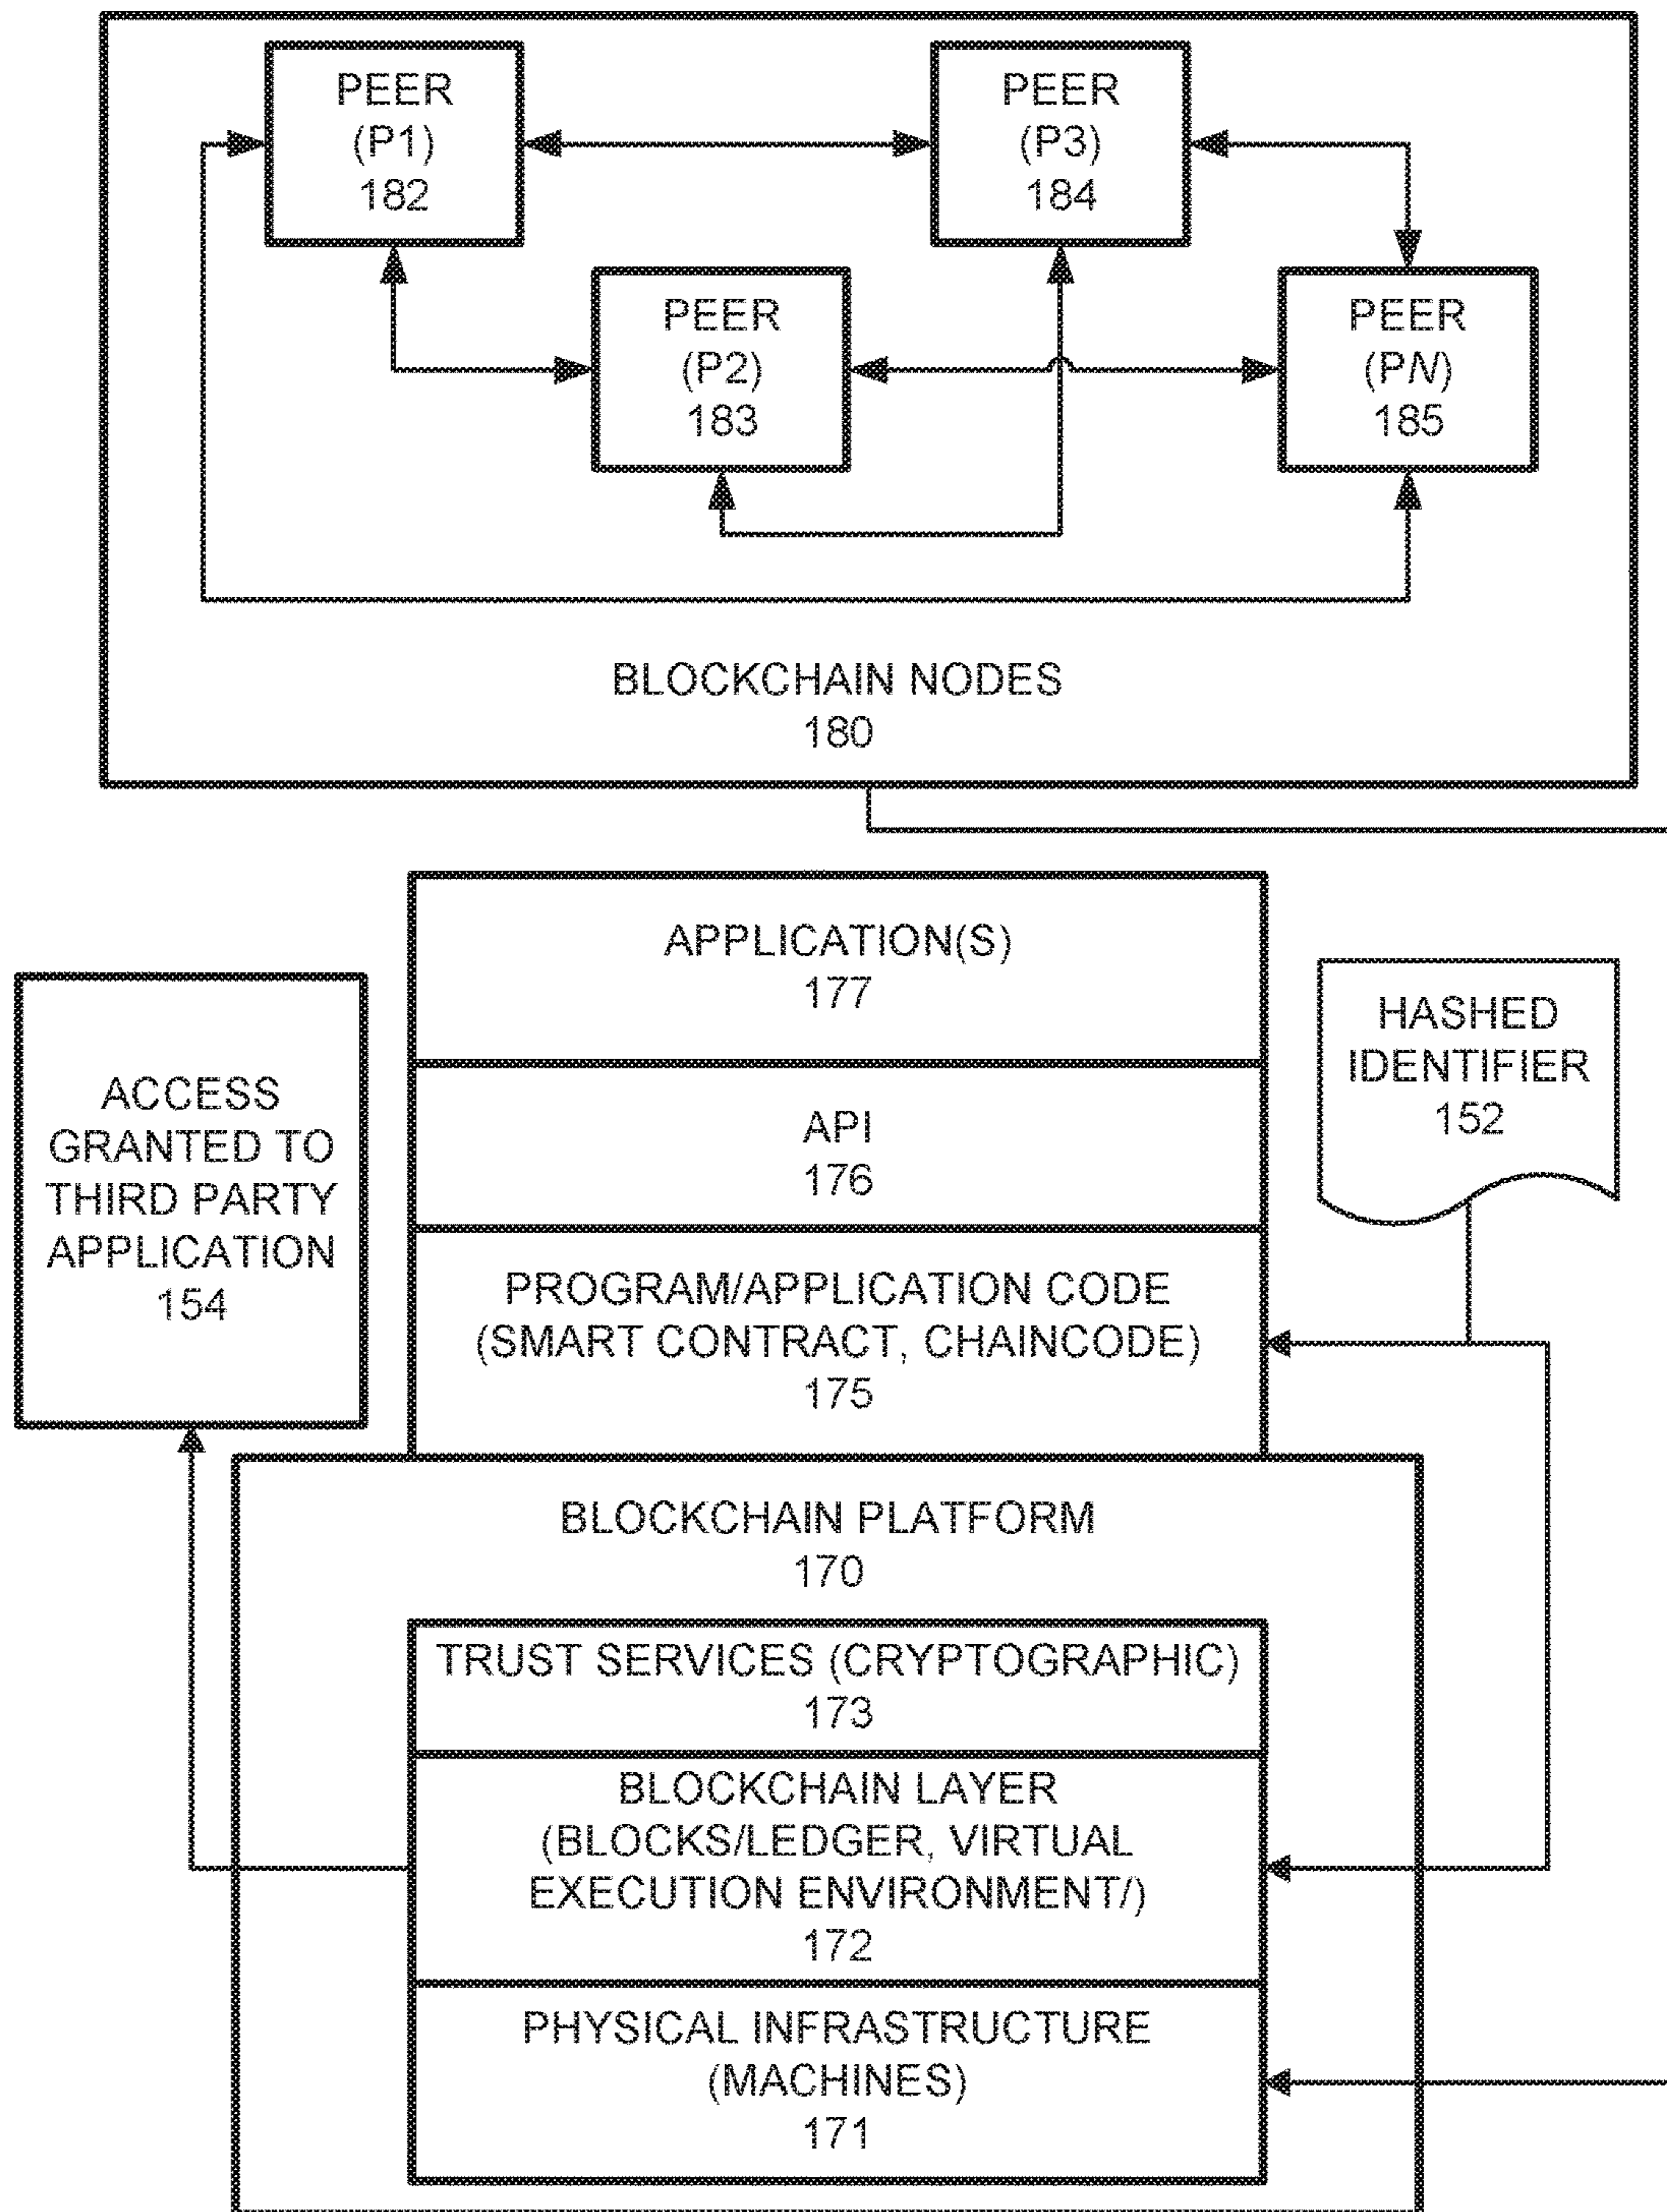 PEER
(P1)
182
PEER
(P3)
184
PEER
(P2)
183
PEER
(PN)
185
BLOCKCHAIN NODES
180
APPLICATION(S)
177
HASHED
IDENTIFIER
152
ACCESS
GRANTED TO
THIRD PARTY
APPLICATION
154
API
176
PROGRAM/APPLICATION CODE
(SMART CONTRACT, CHAINCODE)
175
BLOCKCHAIN PLATFORM
170
TRUST SERVICES (CRYPTOGRAPHIC)
173
BLOCKCHAIN LAYER
(BLOCKS/LEDGER, VIRTUAL
EXECUTION ENVIRONMENT/)
172
PHYSICAL INFRASTRUCTURE
(MACHINES)
171